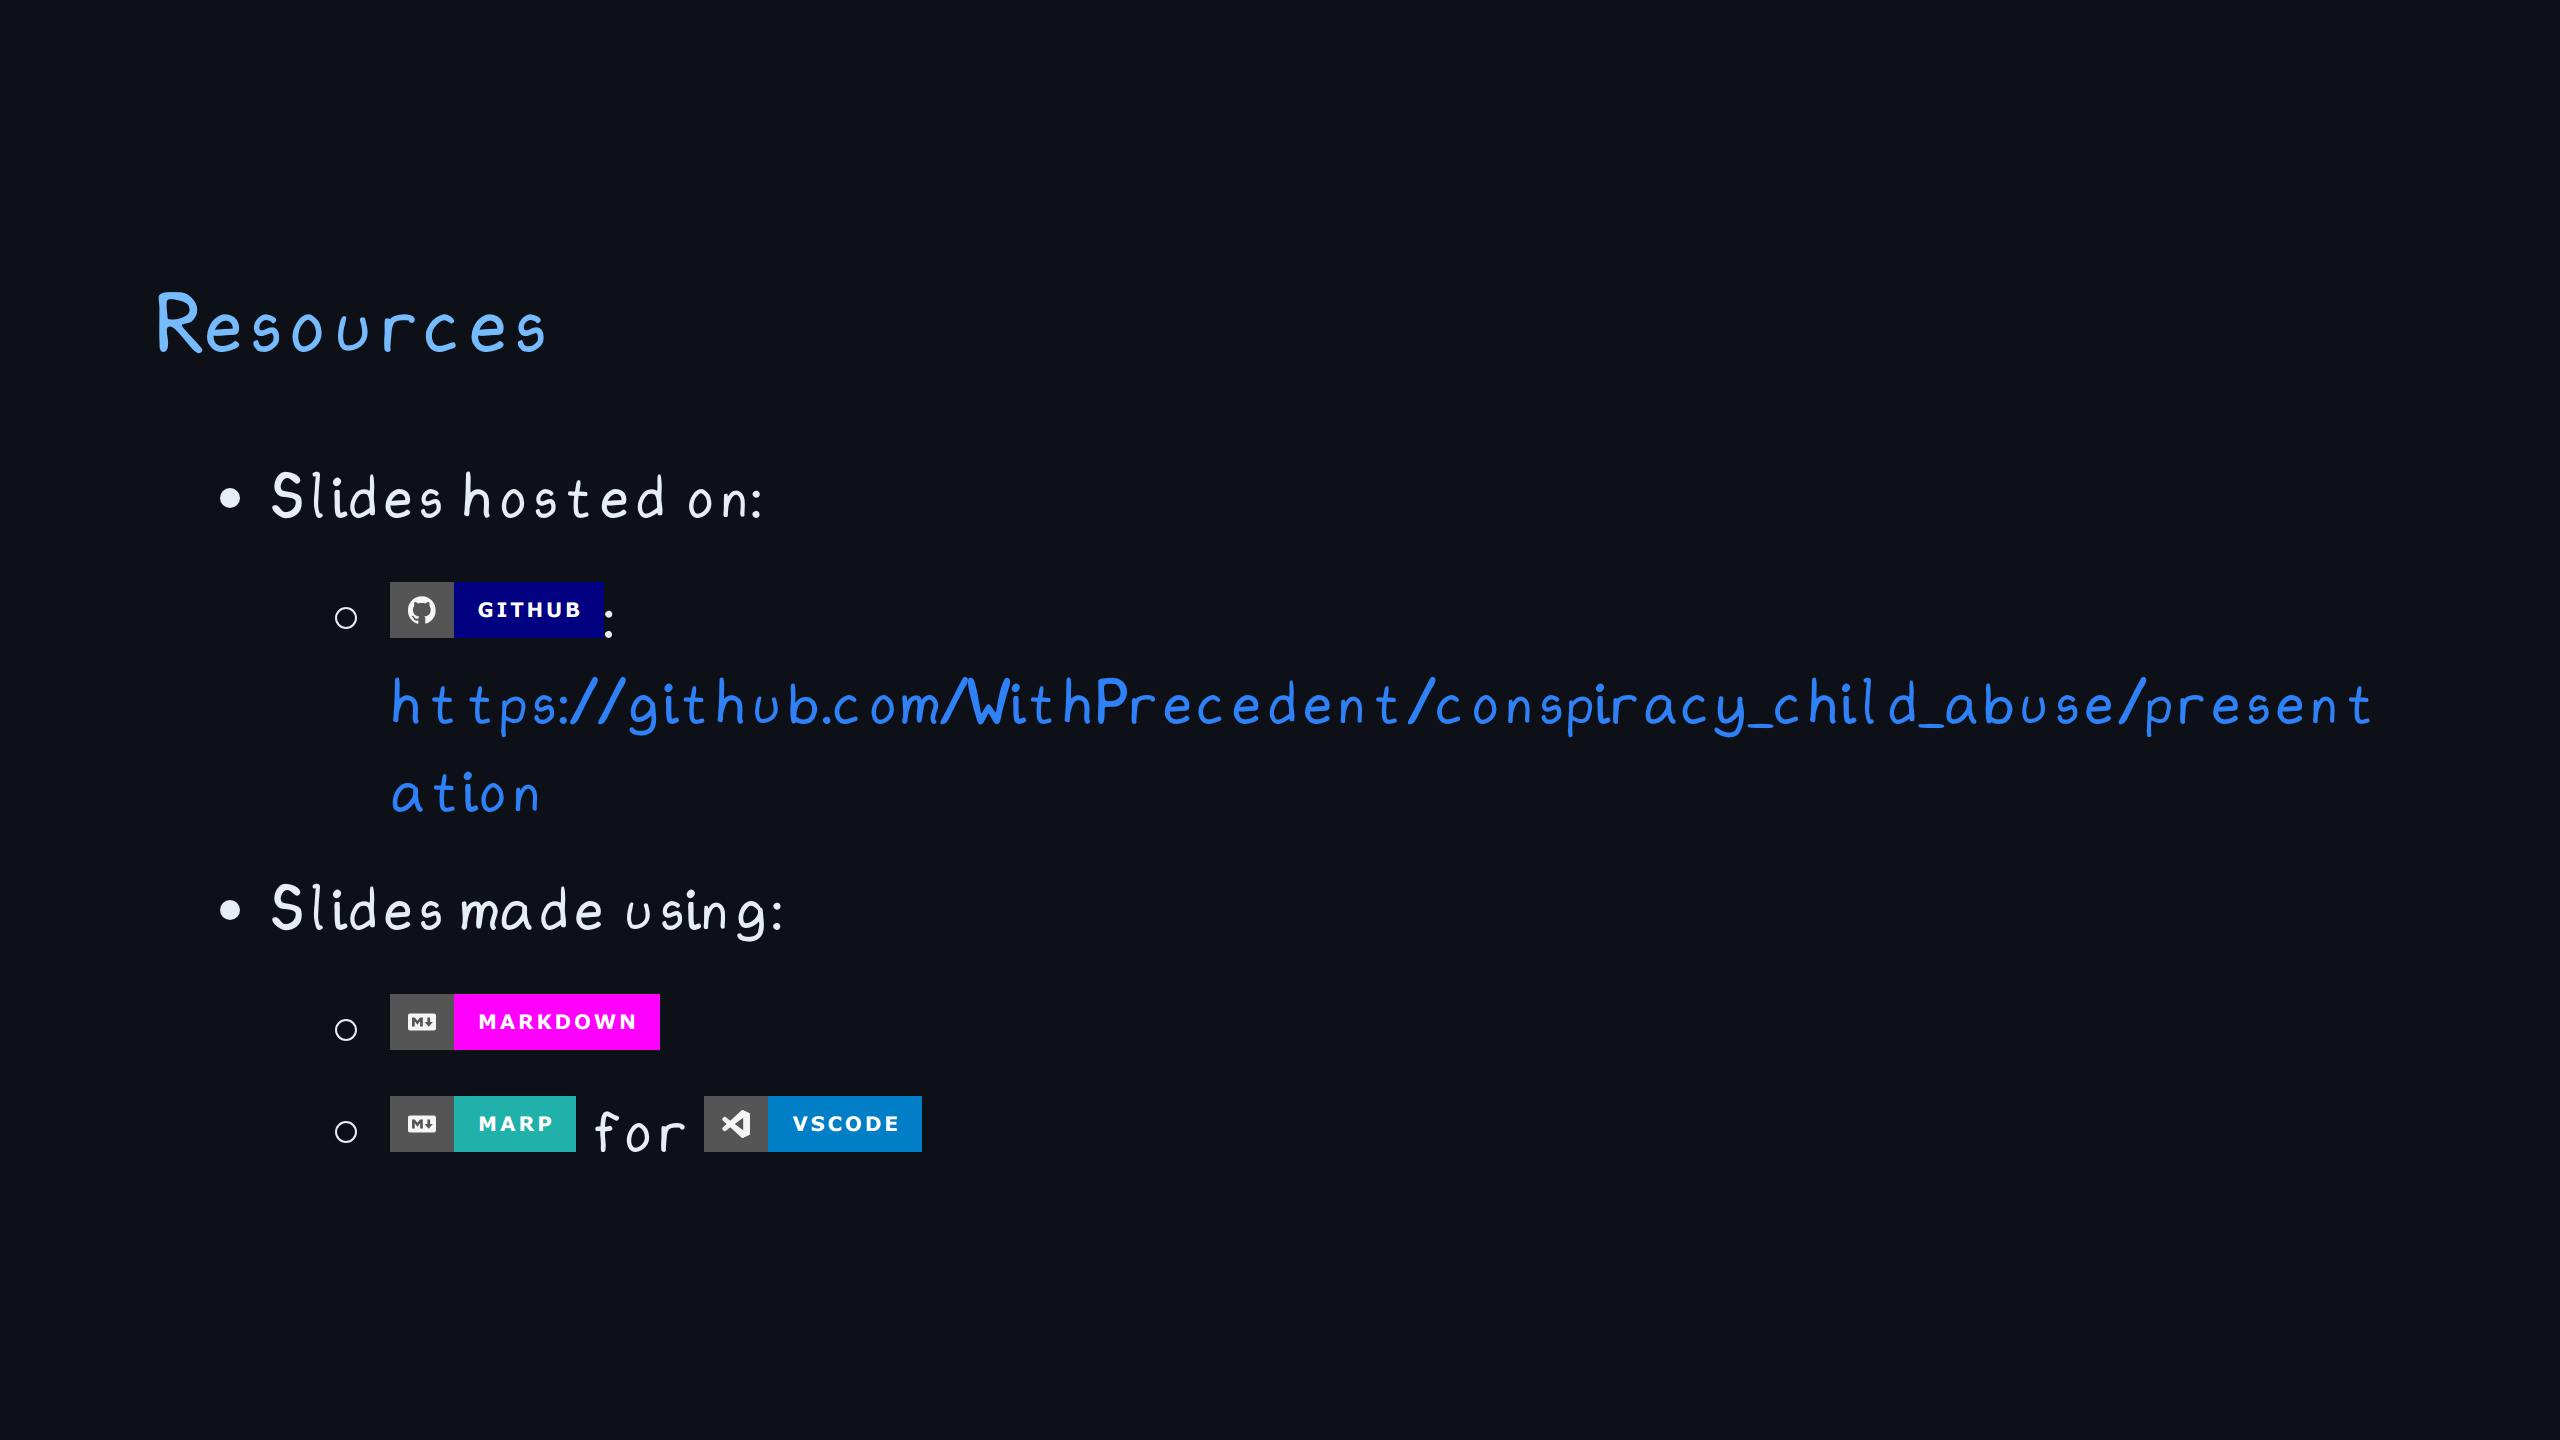 Resources
Slides hosted on:
GITHUB:
https://github.com/WithPrecedent/conspiracy_child_abuse/present
ation
Slides made using:
MARKDOWN
MARP for VSCODE